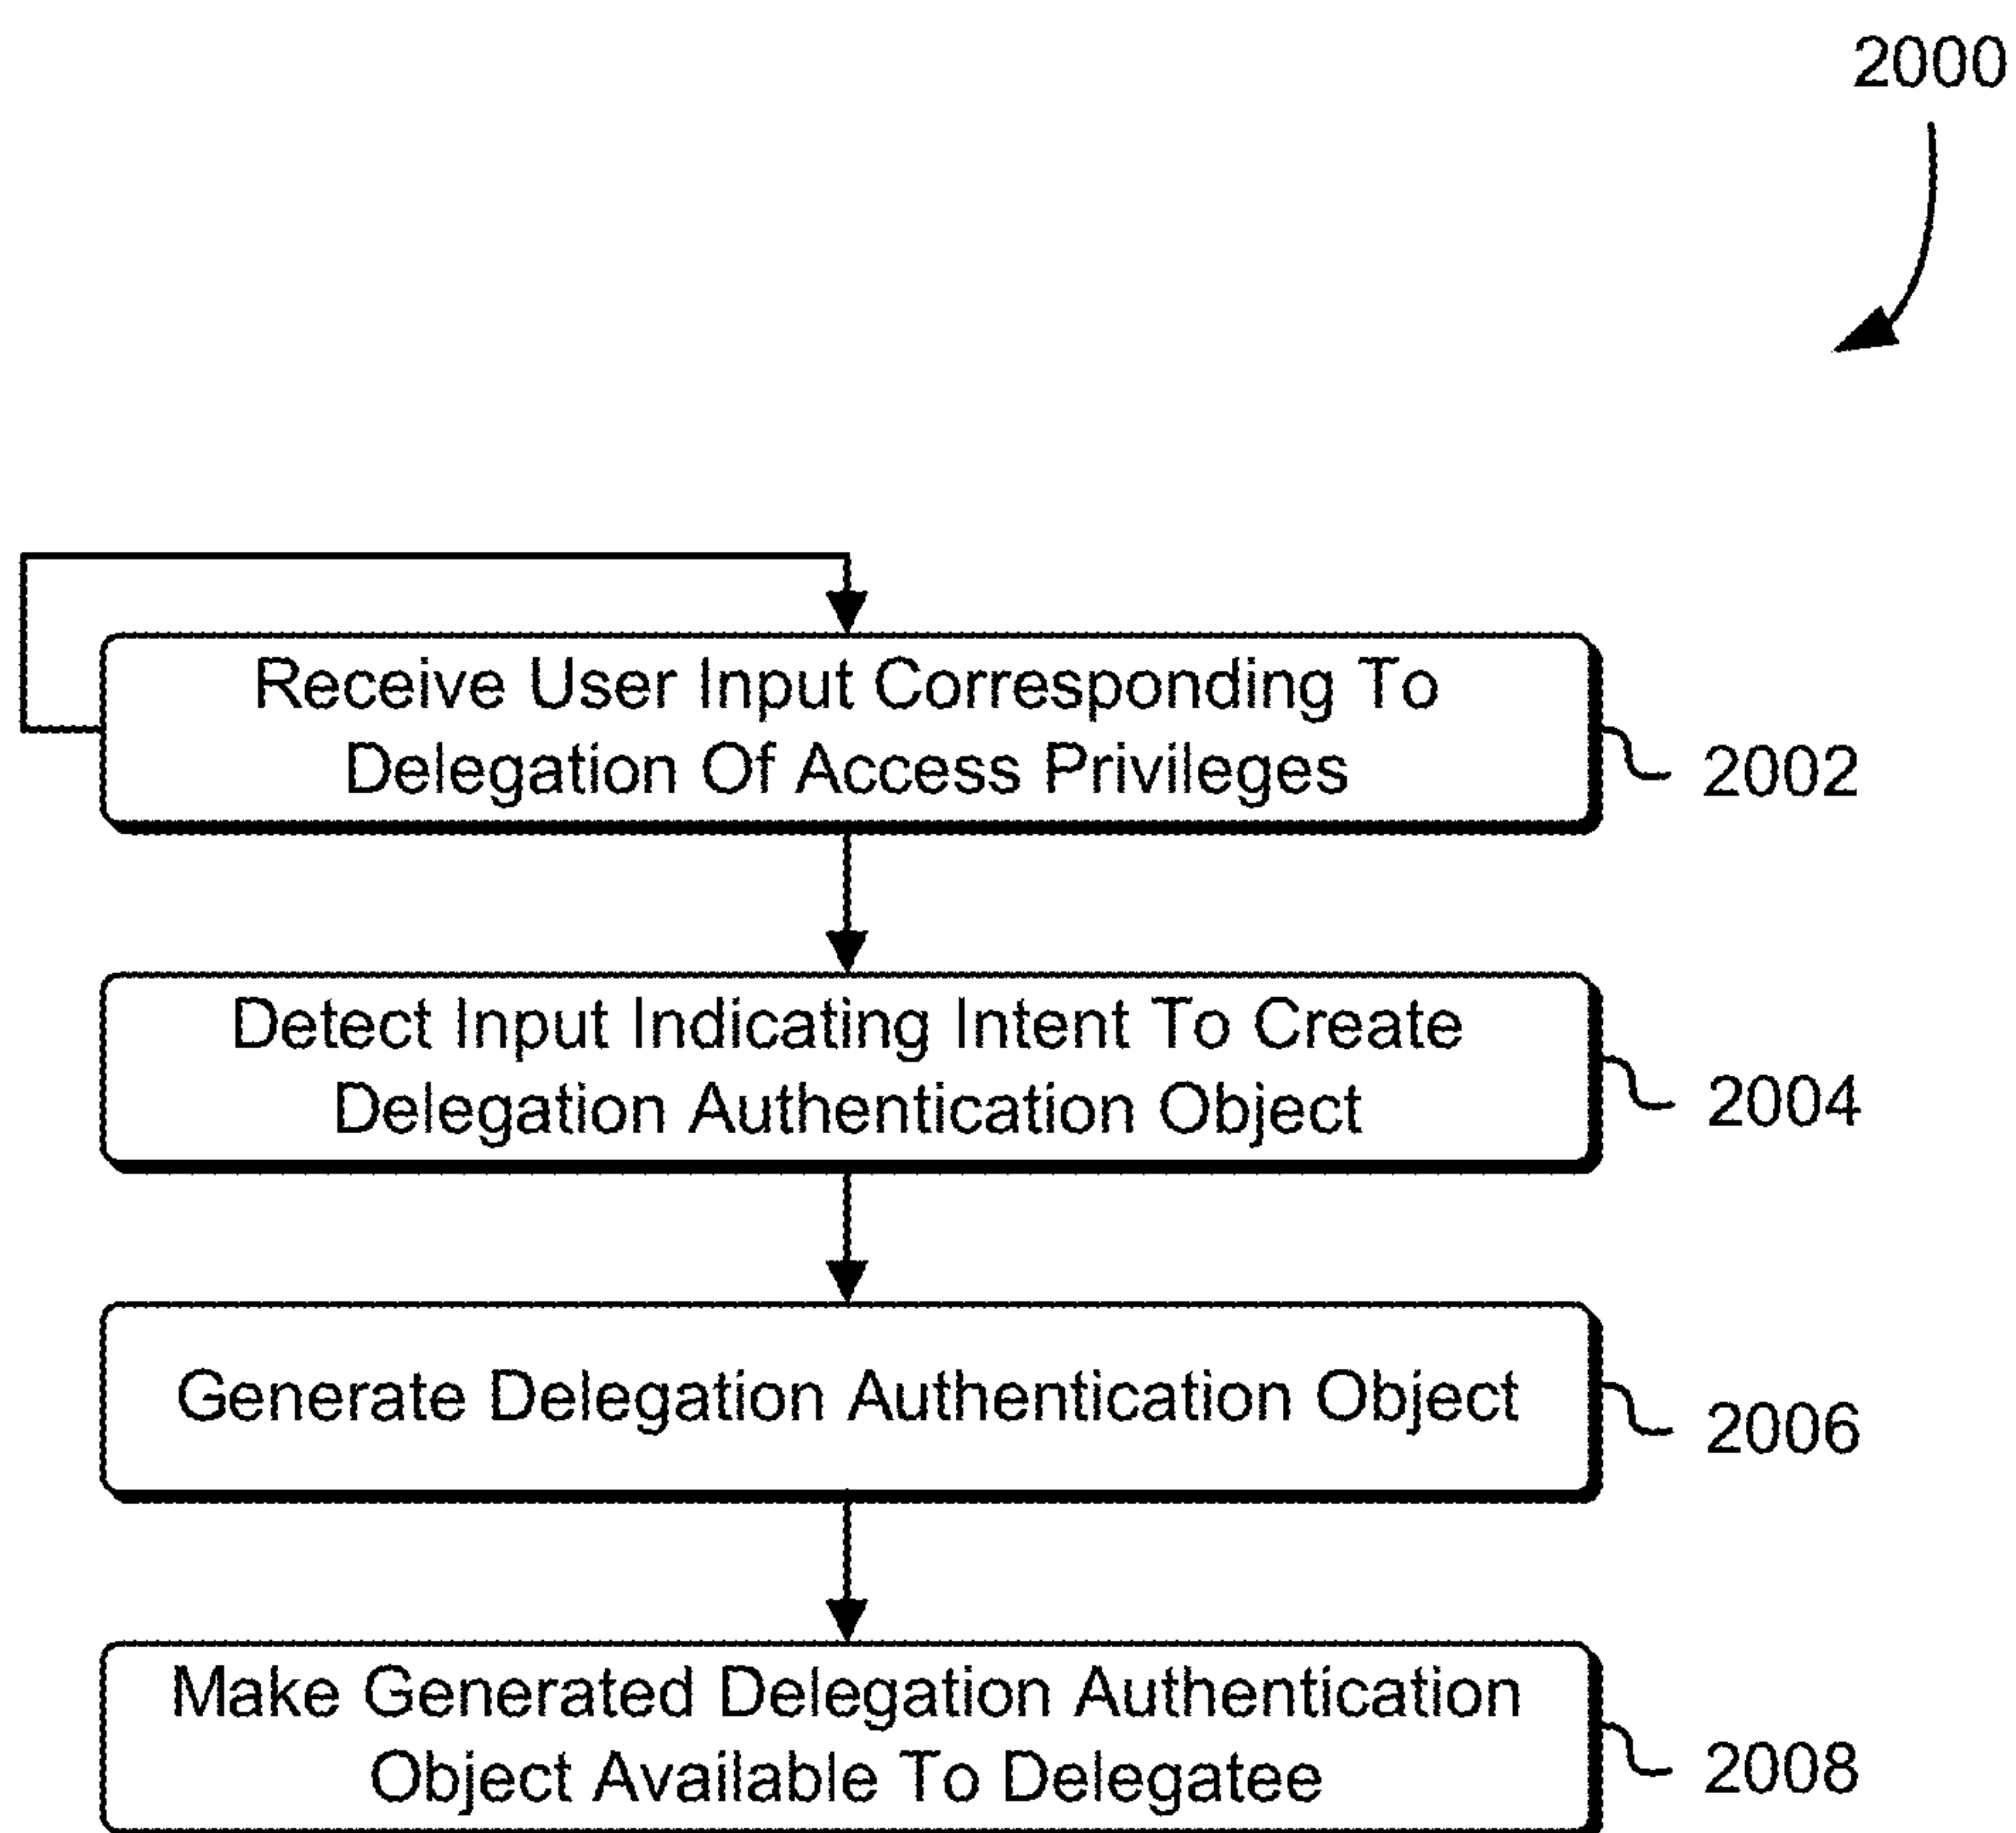 2000
Receive User Input Corresponding To
Delegation Of Access Privileges
2002
Detect Input Indicating Intent To Create
Delegation Authentication Object
2004
Generate Delegation Authentication Object
2006
Make Generated Delegation Authentication
Object Available To Delegatee
2008